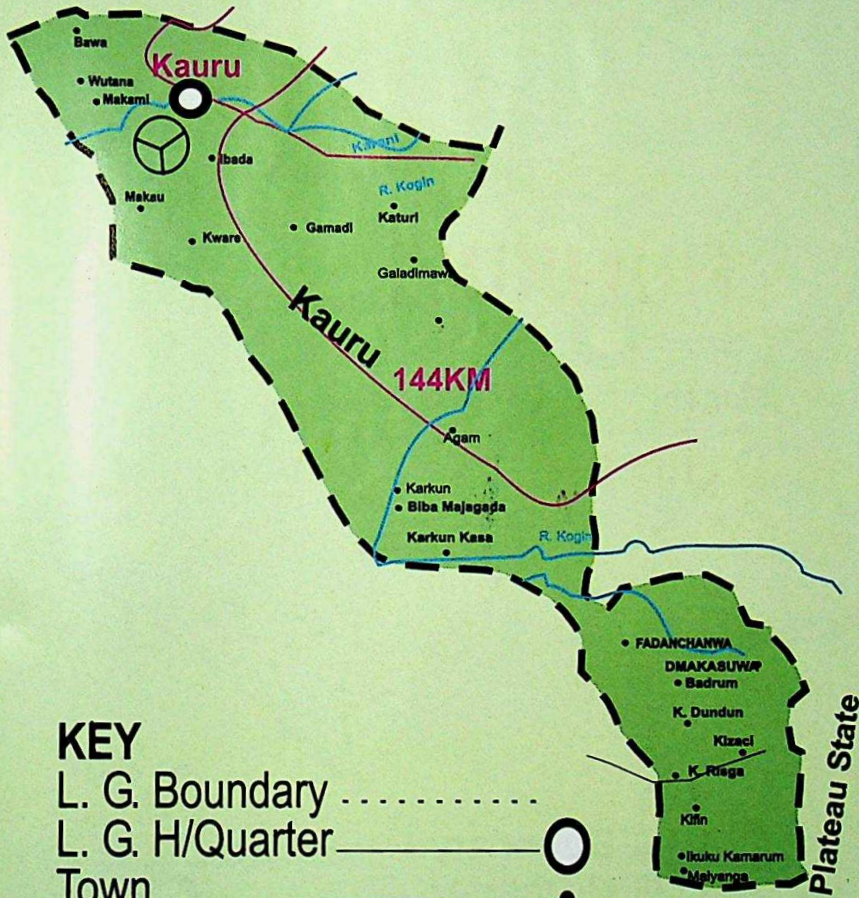 Bawa
Kauru
Wutana
Makami
Karani
Ibada
R. Kogin
Makau
Katuri
Gamadi
Kware
Galadimawa
Kauru
144KM
Agam
Karkun
Biba Majagada
Karkun Kasa
R. Kogin
FADANCHANWA
DMAKASUWA
Badrum
K. Dundun
Kizaci
K. Risga
Kifin
Ikuku Kamarum
Maiyanga
Plateau State
KEY
L. G. Boundary
L. G. H/Quarter
Town